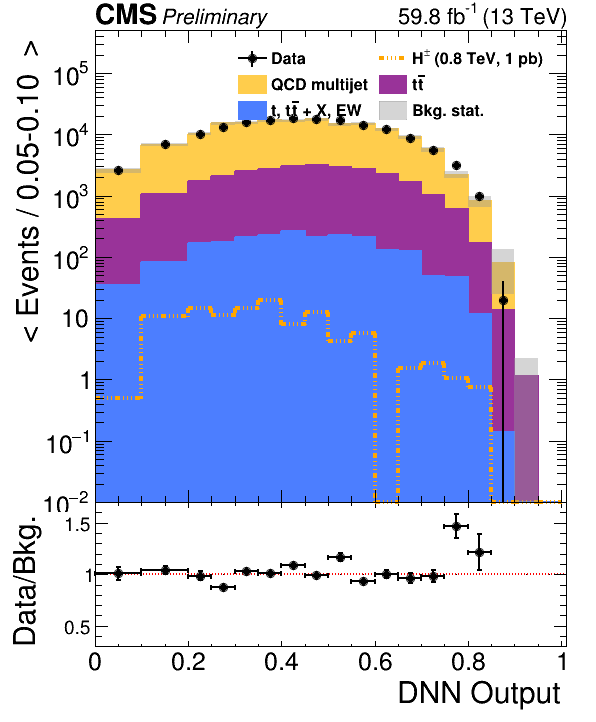 CMS Preliminary 59.8 fb⁻¹ (13 TeV)
Data H± (0.8 TeV, 1 pb)
QCD multijet tt̄
t, tt̄ + X, EW Bkg. stat.
< Events / 0.05-0.10 >
10⁵
10⁴
10³
10²
10
1
10⁻¹
10⁻²
Data/Bkg.
1.5
1
0.5
0 0.2 0.4 0.6 0.8 1
DNN Output